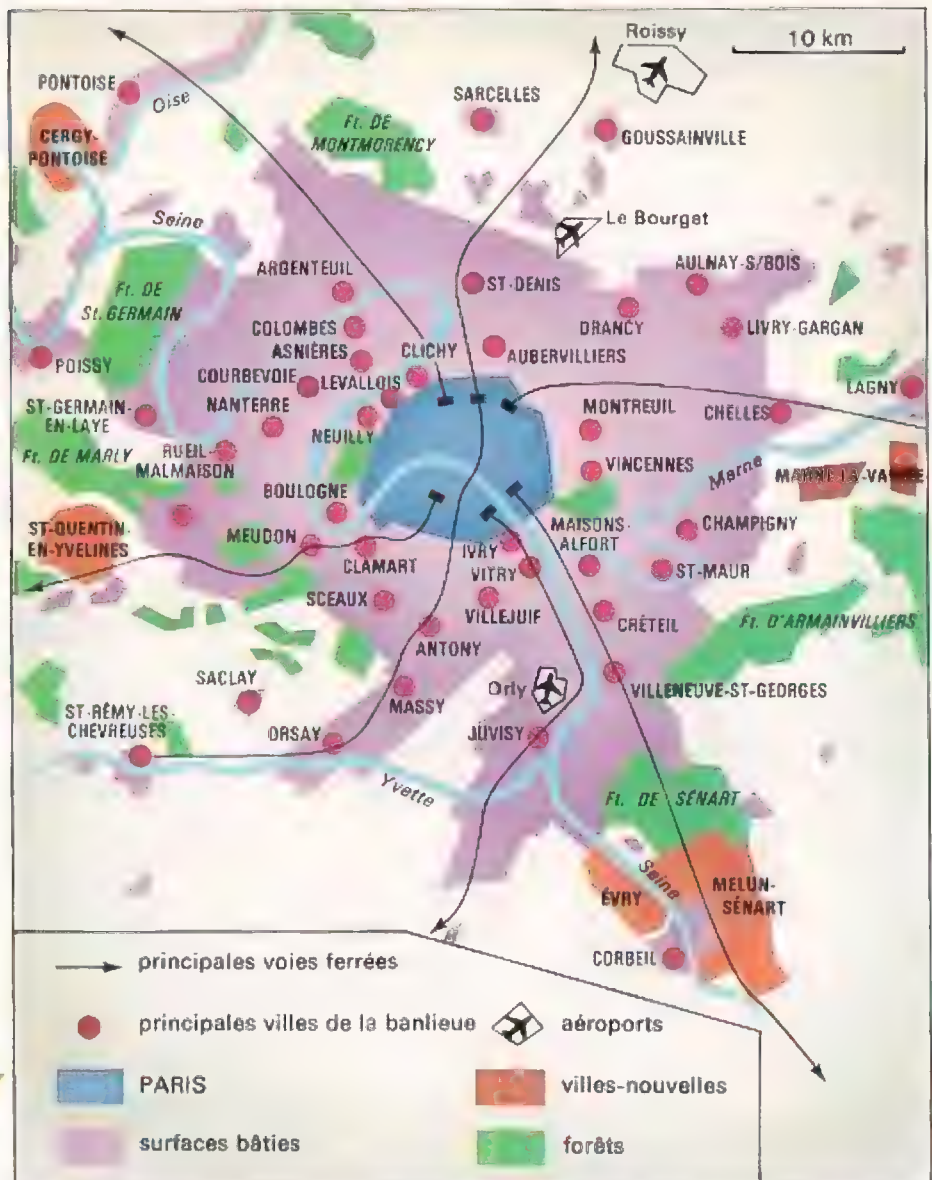 Roissy
10 km
PONTOISE
Oise
SARCELLES
CERGY-
PONTOISE
Ft. DE
MONTMORENCY
GOUSSAINVILLE
Seine
Le Bourget
ARGENTEUIL
ST-DENIS
AULNAY-S/BOIS
Ft. DE
St. GERMAIN
COLOMBES
DRANCY
LIVRY-GARGAN
ASNIÈRES
CLICHY
AUBERVILLIERS
POISSY
COURBEVOIE
LEVALLOIS
LAGNY
ST-GERMAIN-
EN-LAYE
NANTERRE
NEUILLY
MONTREUIL
CHELLES
Ft. DE MARLY
RUEIL-
MALMAISON
VINCENNES
Marne
MARNE-LA-VALLÉE
BOULOGNE
ST-QUENTIN-
EN-YVELINES
MEUDON
CLAMART
IVRY
MAISONS-
ALFORT
CHAMPIGNY
VITRY
ST-MAUR
SCEAUX
VILLEJUIF
CRÉTEIL
Ft. D'ARMAINVILLIERS
ANTONY
SACLAY
MASSY
Orly
VILLENEUVE-ST-GEORGES
ST-RÉMY-LES-
CHEVREUSES
ORSAY
JUVISY
Yvette
Ft. DE SÉNART
Seine
ÉVRY
MELUN-
SÉNART
CORBEIL
principales voies ferrées
principales villes de la banlieue
aéroports
PARIS
villes-nouvelles
surfaces bâties
forêts